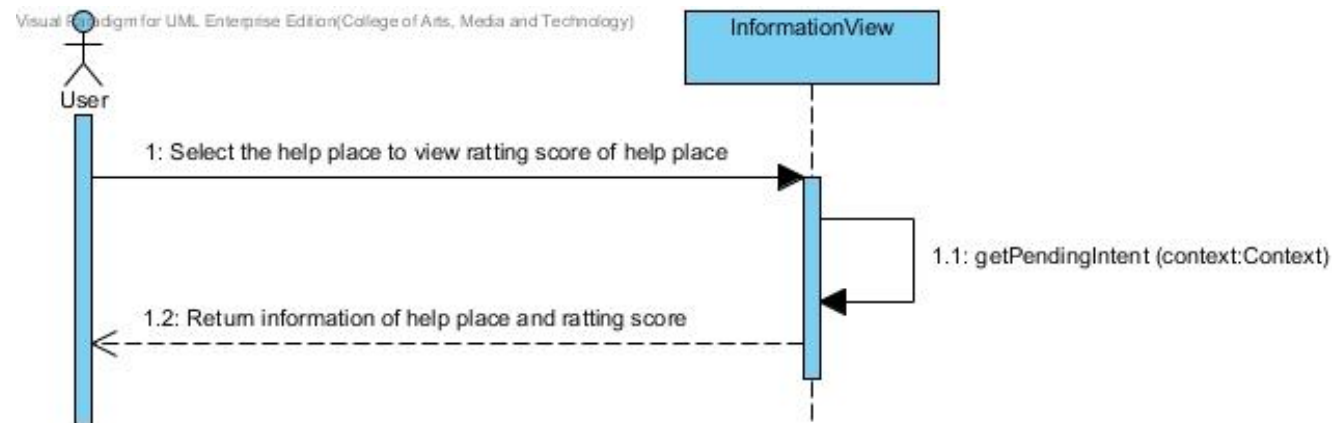 Visual Paradigm for UML Enterprise Edition(College of Arts, Media and Technology)
InformationView
User
1: Select the help place to view ratting score of help place
1.1: getPendingIntent (context:Context)
1.2: Return information of help place and ratting score